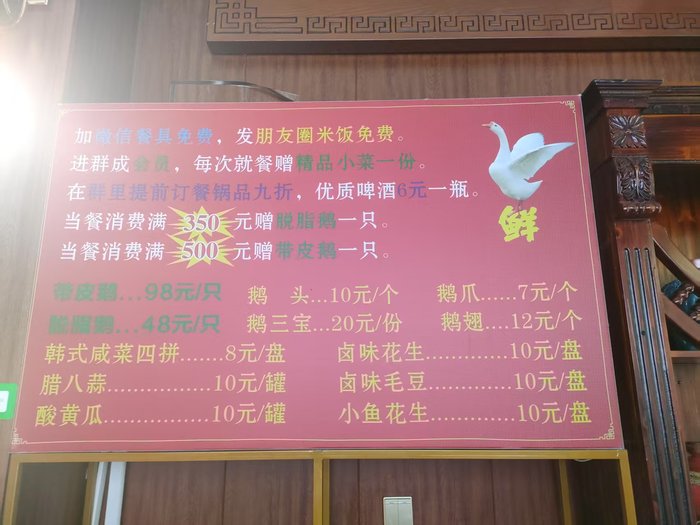 加微信餐具免费，发朋友圈米饭免费。
进群成会员，每次就餐赠精品小菜一份。
在群里提前订餐锅品九折，优质啤酒6元一瓶。
当餐消费满350元赠脱脂鹅一只。
当餐消费满500元赠带皮鹅一只。
鹅
带皮鹅...98元/只 鹅 头...10元/个 鹅爪......7元/个
脱脂鹅...48元/只 鹅三宝...20元/份 鹅翅...12元/个
韩式咸菜四拼.......8元/盘 卤味花生...........10元/盘
腊八蒜.............10元/罐 卤味毛豆...........10元/盘
酸黄瓜.............10元/罐 小鱼花生...........10元/盘